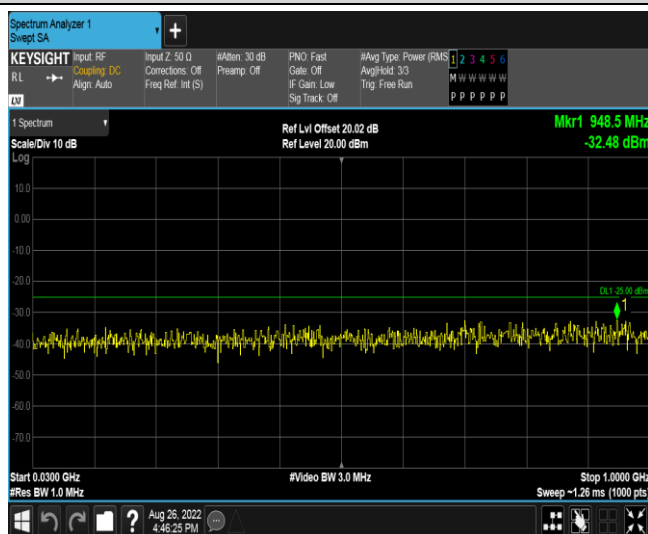 Spectrum Analyzer 1
Swept SA
+
KEYSIGHT
RL
LXI
Input: RF
Coupling: DC
Align: Auto
Input Z: 50 Ω
Corrections: Off
Freq Ref: Int (S)
#Atten: 30 dB
Preamp: Off
PNO: Fast
Gate: Off
IF Gain: Low
Sig Track: Off
#Avg Type: Power (RMS
Avg|Hold: 3/3
Trig: Free Run
1 2 3 4 5 6
M W W W W W
P P P P P P
1 Spectrum
Scale/Div 10 dB
Log
Ref Lvl Offset 20.02 dB
Ref Level 20.00 dBm
Mkr1 948.5 MHz
-32.48 dBm
10.0
0.00
-10.0
-20.0
-30.0
-40.0
-50.0
-60.0
-70.0
DL1 -25.00 dBm
1
Start 0.0300 GHz
#Res BW 1.0 MHz
#Video BW 3.0 MHz
Stop 1.0000 GHz
Sweep ~1.26 ms (1000 pts)
?
Aug 26, 2022
4:46:25 PM